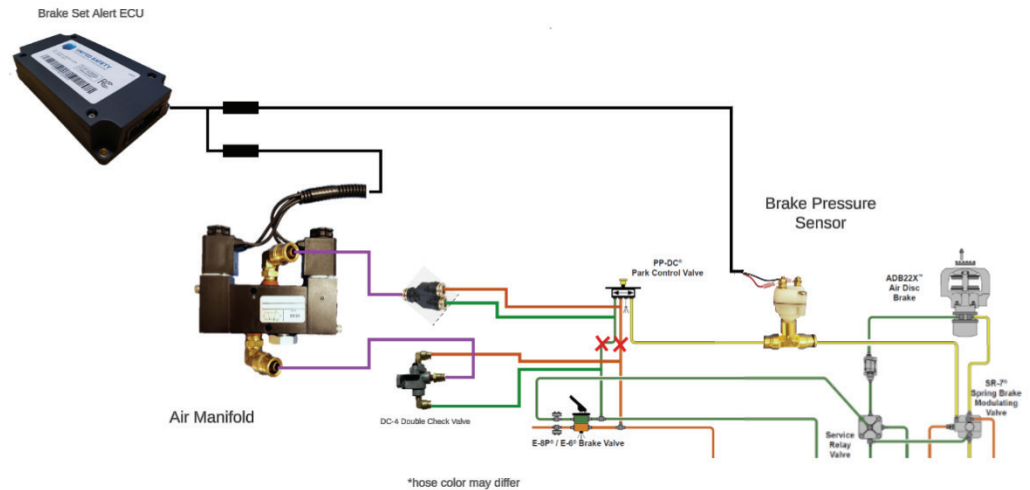 Brake Set Alert ECU
UNITED SAFETY
Brake Pressure
Sensor
PP-DC®
Park Control Valve
ADB22X™
Air Disc
Brake
SR-7®
Spring Brake
Modulating
Valve
Air Manifold
DC-4 Double Check Valve
E-8P® / E-6® Brake Valve
Service
Relay
Valve
*hose color may differ